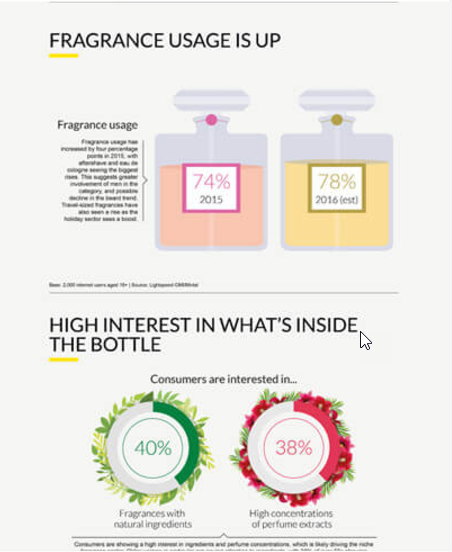 FRAGRANCE USAGE IS UP
Fragrance usage
Fragrance usage has
increased by four percentage
points in 2015, with
aftershave and eau de
cologne seeing the biggest
rises. This suggests greater
involvement of men in the
category, and possible
decline in the beard trend.
Travel-sized fragrances have
also seen a rise as the
holiday sector sees a boost.
74%
2015
78%
2016 (est)
Base: 2,000 internet users aged 16+ | Source: Lightspeed GMI/Mintel
HIGH INTEREST IN WHAT'S INSIDE
THE BOTTLE
Consumers are interested in...
40%
38%
Fragrances with
natural ingredients
High concentrations
of perfume extracts
Consumers are showing a high interest in ingredients and perfume concentrations, which is likely driving the niche